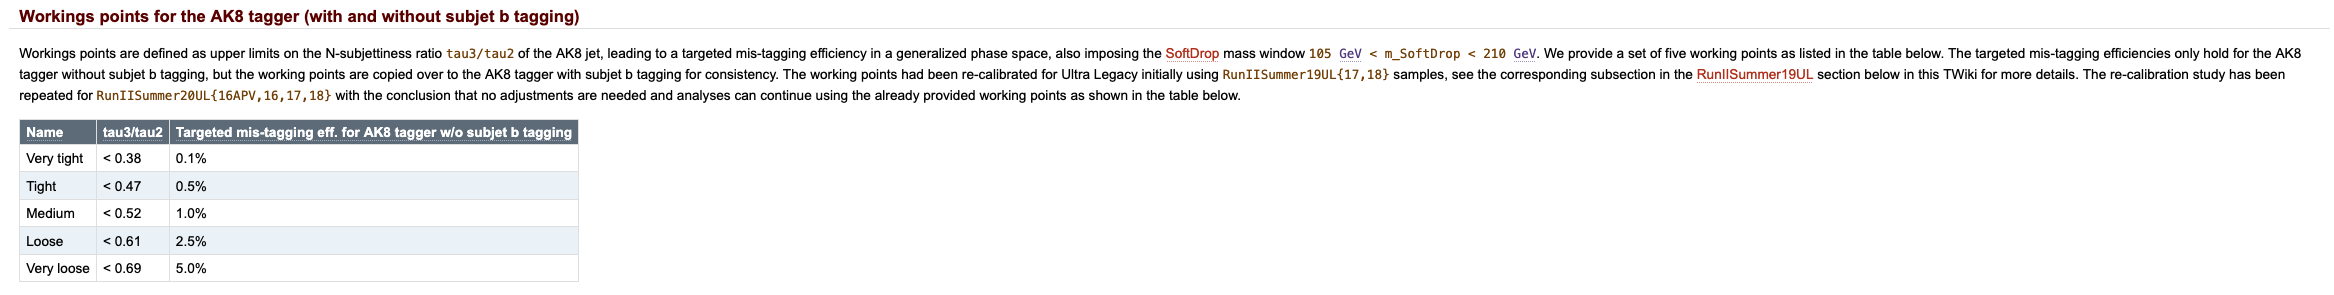 Workings points for the AK8 tagger (with and without subjet b tagging)
Workings points are defined as upper limits on the N-subjettiness ratio tau3/tau2 of the AK8 jet, leading to a targeted mis-tagging efficiency in a generalized phase space, also imposing the SoftDrop mass window 105 GeV < m_SoftDrop < 210 GeV. We provide a set of five working points as listed in the table below. The targeted mis-tagging efficiencies only hold for the AK8
tagger without subjet b tagging, but the working points are copied over to the AK8 tagger with subjet b tagging for consistency. The working points had been re-calibrated for Ultra Legacy initially using RunIISummer19UL{17,18} samples, see the corresponding subsection in the RunIISummer19UL section below in this TWiki for more details. The re-calibration study has been
repeated for RunIISummer20UL{16APV,16,17,18} with the conclusion that no adjustments are needed and analyses can continue using the already provided working points as shown in the table below.
Name tau3/tau2 Targeted mis-tagging eff. for AK8 tagger w/o subjet b tagging
Very tight < 0.38 0.1%
Tight < 0.47 0.5%
Medium < 0.52 1.0%
Loose < 0.61 2.5%
Very loose < 0.69 5.0%